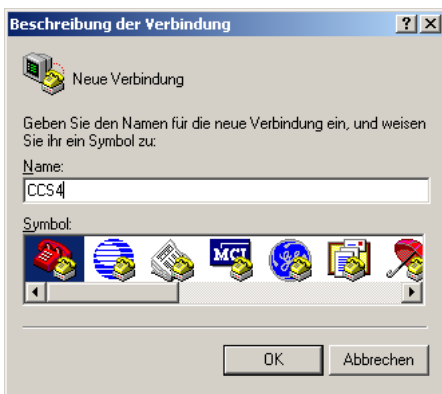 Beschreibung der Verbindung
Neue Verbindung
Geben Sie den Namen für die neue Verbindung ein, und weisen
Sie ihr ein Symbol zu:
Name:
CCS4
Symbol:
MCI
OK Abbrechen